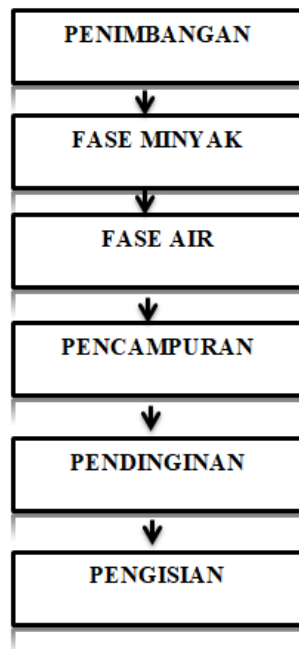 PENIMBANGAN
FASE MINYAK
FASE AIR
PENCAMPURAN
PENDINGINAN
PENGISIAN